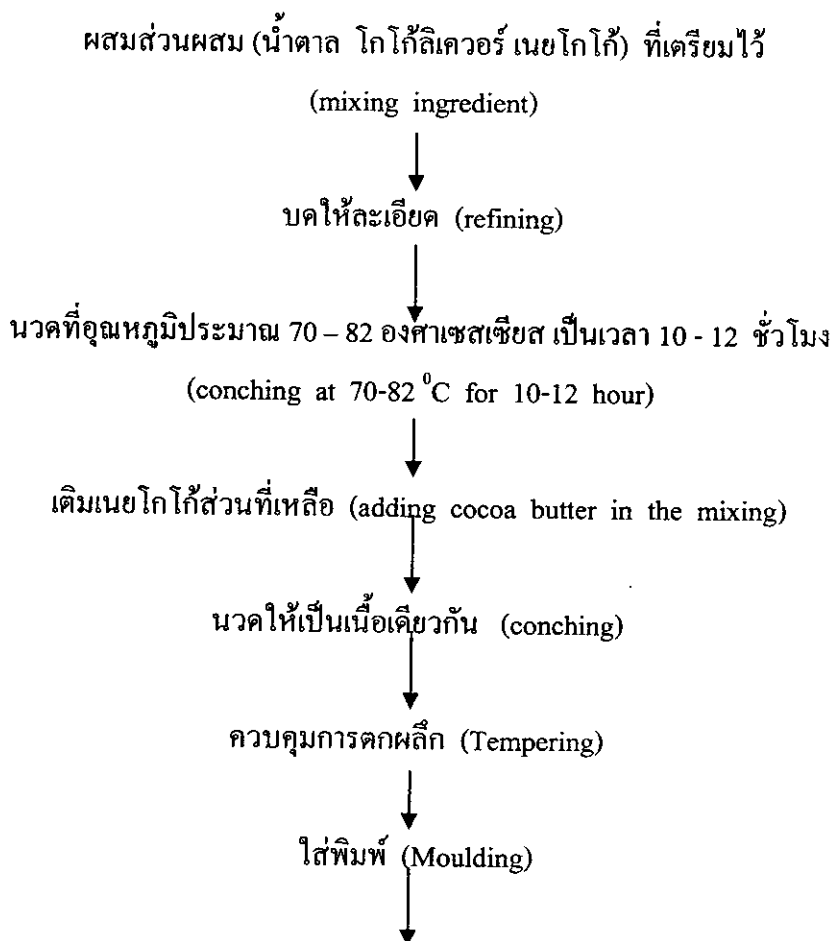 ผสมส่วนผสม (น้ำตาล โกโก้ลิเควอร์ เนยโกโก้) ที่เตรียมไว้
(mixing ingredient)
บดให้ละเอียด (refining)
นวดที่อุณหภูมิประมาณ 70 – 82 องศาเซสเซียส เป็นเวลา 10 - 12 ชั่วโมง
(conching at 70-82 ⁰C for 10-12 hour)
เติมเนยโกโก้ส่วนที่เหลือ (adding cocoa butter in the mixing)
นวดให้เป็นเนื้อเดียวกัน (conching)
ควบคุมการตกผลึก (Tempering)
ใส่พิมพ์ (Moulding)